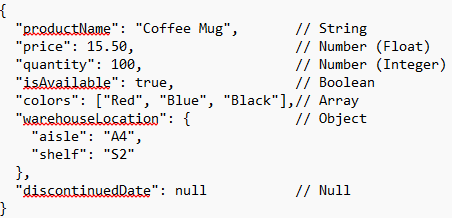 {
  "productName": "Coffee Mug",       // String
  "price": 15.50,                    // Number (Float)
  "quantity": 100,                   // Number (Integer)
  "isAvailable": true,               // Boolean
  "colors": ["Red", "Blue", "Black"],// Array
  "warehouseLocation": {             // Object
    "aisle": "A4",
    "shelf": "S2"
  },
  "discontinuedDate": null           // Null
}